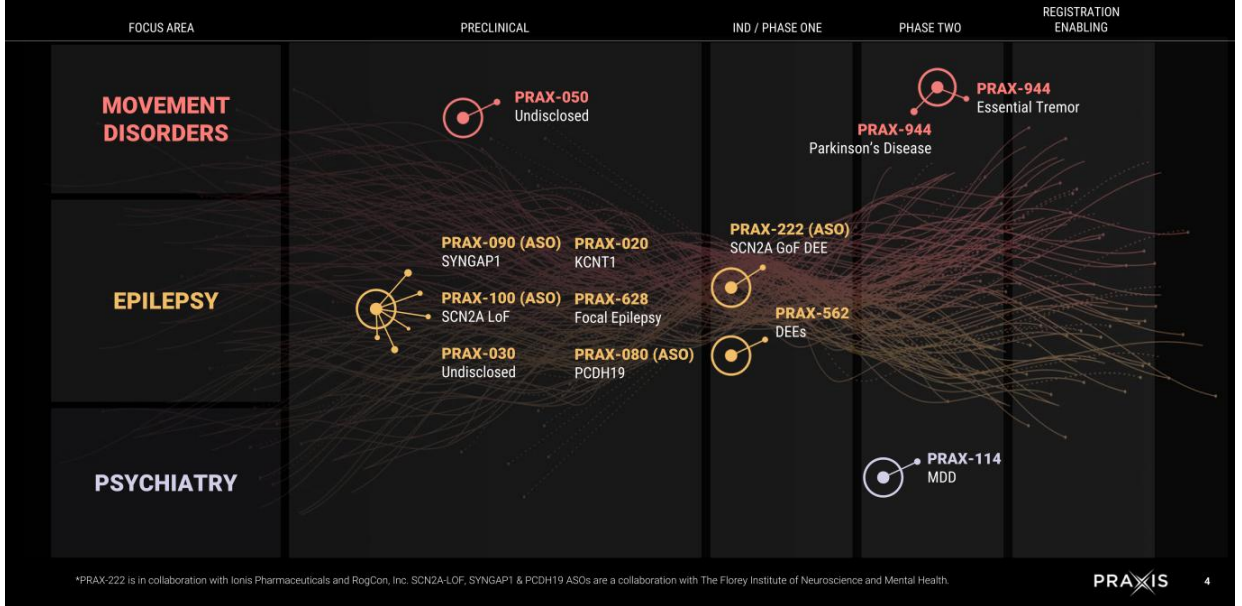 FOCUS AREA
PRECLINICAL
IND / PHASE ONE
PHASE TWO
REGISTRATION
ENABLING
MOVEMENT
DISORDERS
PRAX-050
Undisclosed
PRAX-944
Essential Tremor
PRAX-944
Parkinson's Disease
EPILEPSY
PRAX-090 (ASO)
SYNGAP1
PRAX-020
KCNT1
PRAX-100 (ASO)
SCN2A LoF
PRAX-628
Focal Epilepsy
PRAX-030
Undisclosed
PRAX-080 (ASO)
PCDH19
PRAX-222 (ASO)
SCN2A GoF DEE
PRAX-562
DEEs
PSYCHIATRY
PRAX-114
MDD
*PRAX-222 is in collaboration with Ionis Pharmaceuticals and RogCon, Inc. SCN2A-LOF, SYNGAP1 & PCDH19 ASOs are a collaboration with The Florey Institute of Neuroscience and Mental Health.
PRAXIS
4